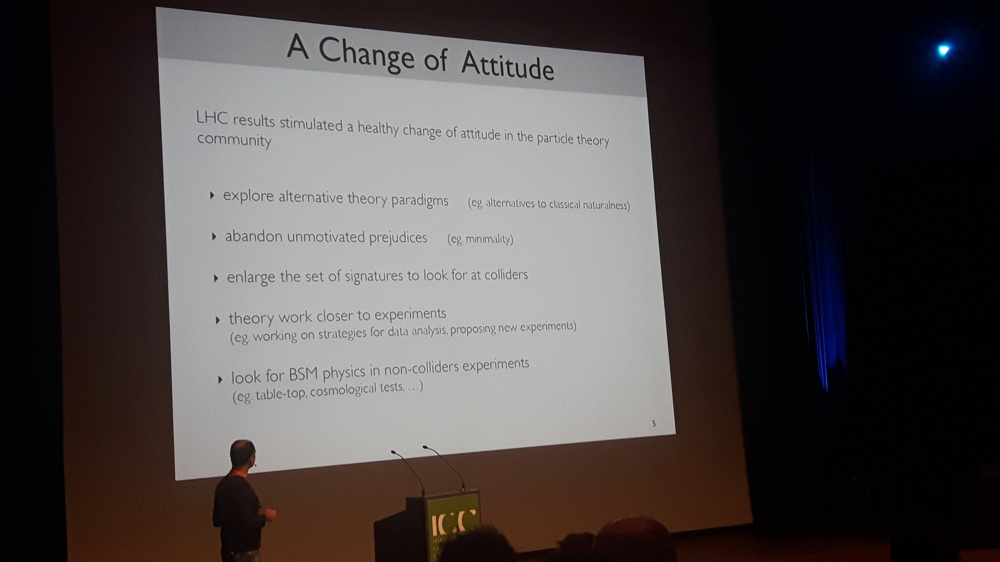 A Change of Attitude
LHC results stimulated a healthy change of attitude in the particle theory
community
explore alternative theory paradigms (eg. alternatives to classical naturalness)
abandon unmotivated prejudices (eg. minimality)
enlarge the set of signatures to look for at colliders
theory work closer to experiments
(eg. working on strategies for data analysis, proposing new experiments)
look for BSM physics in non-colliders experiments
(eg. table-top, cosmological tests, …)
5
ICC